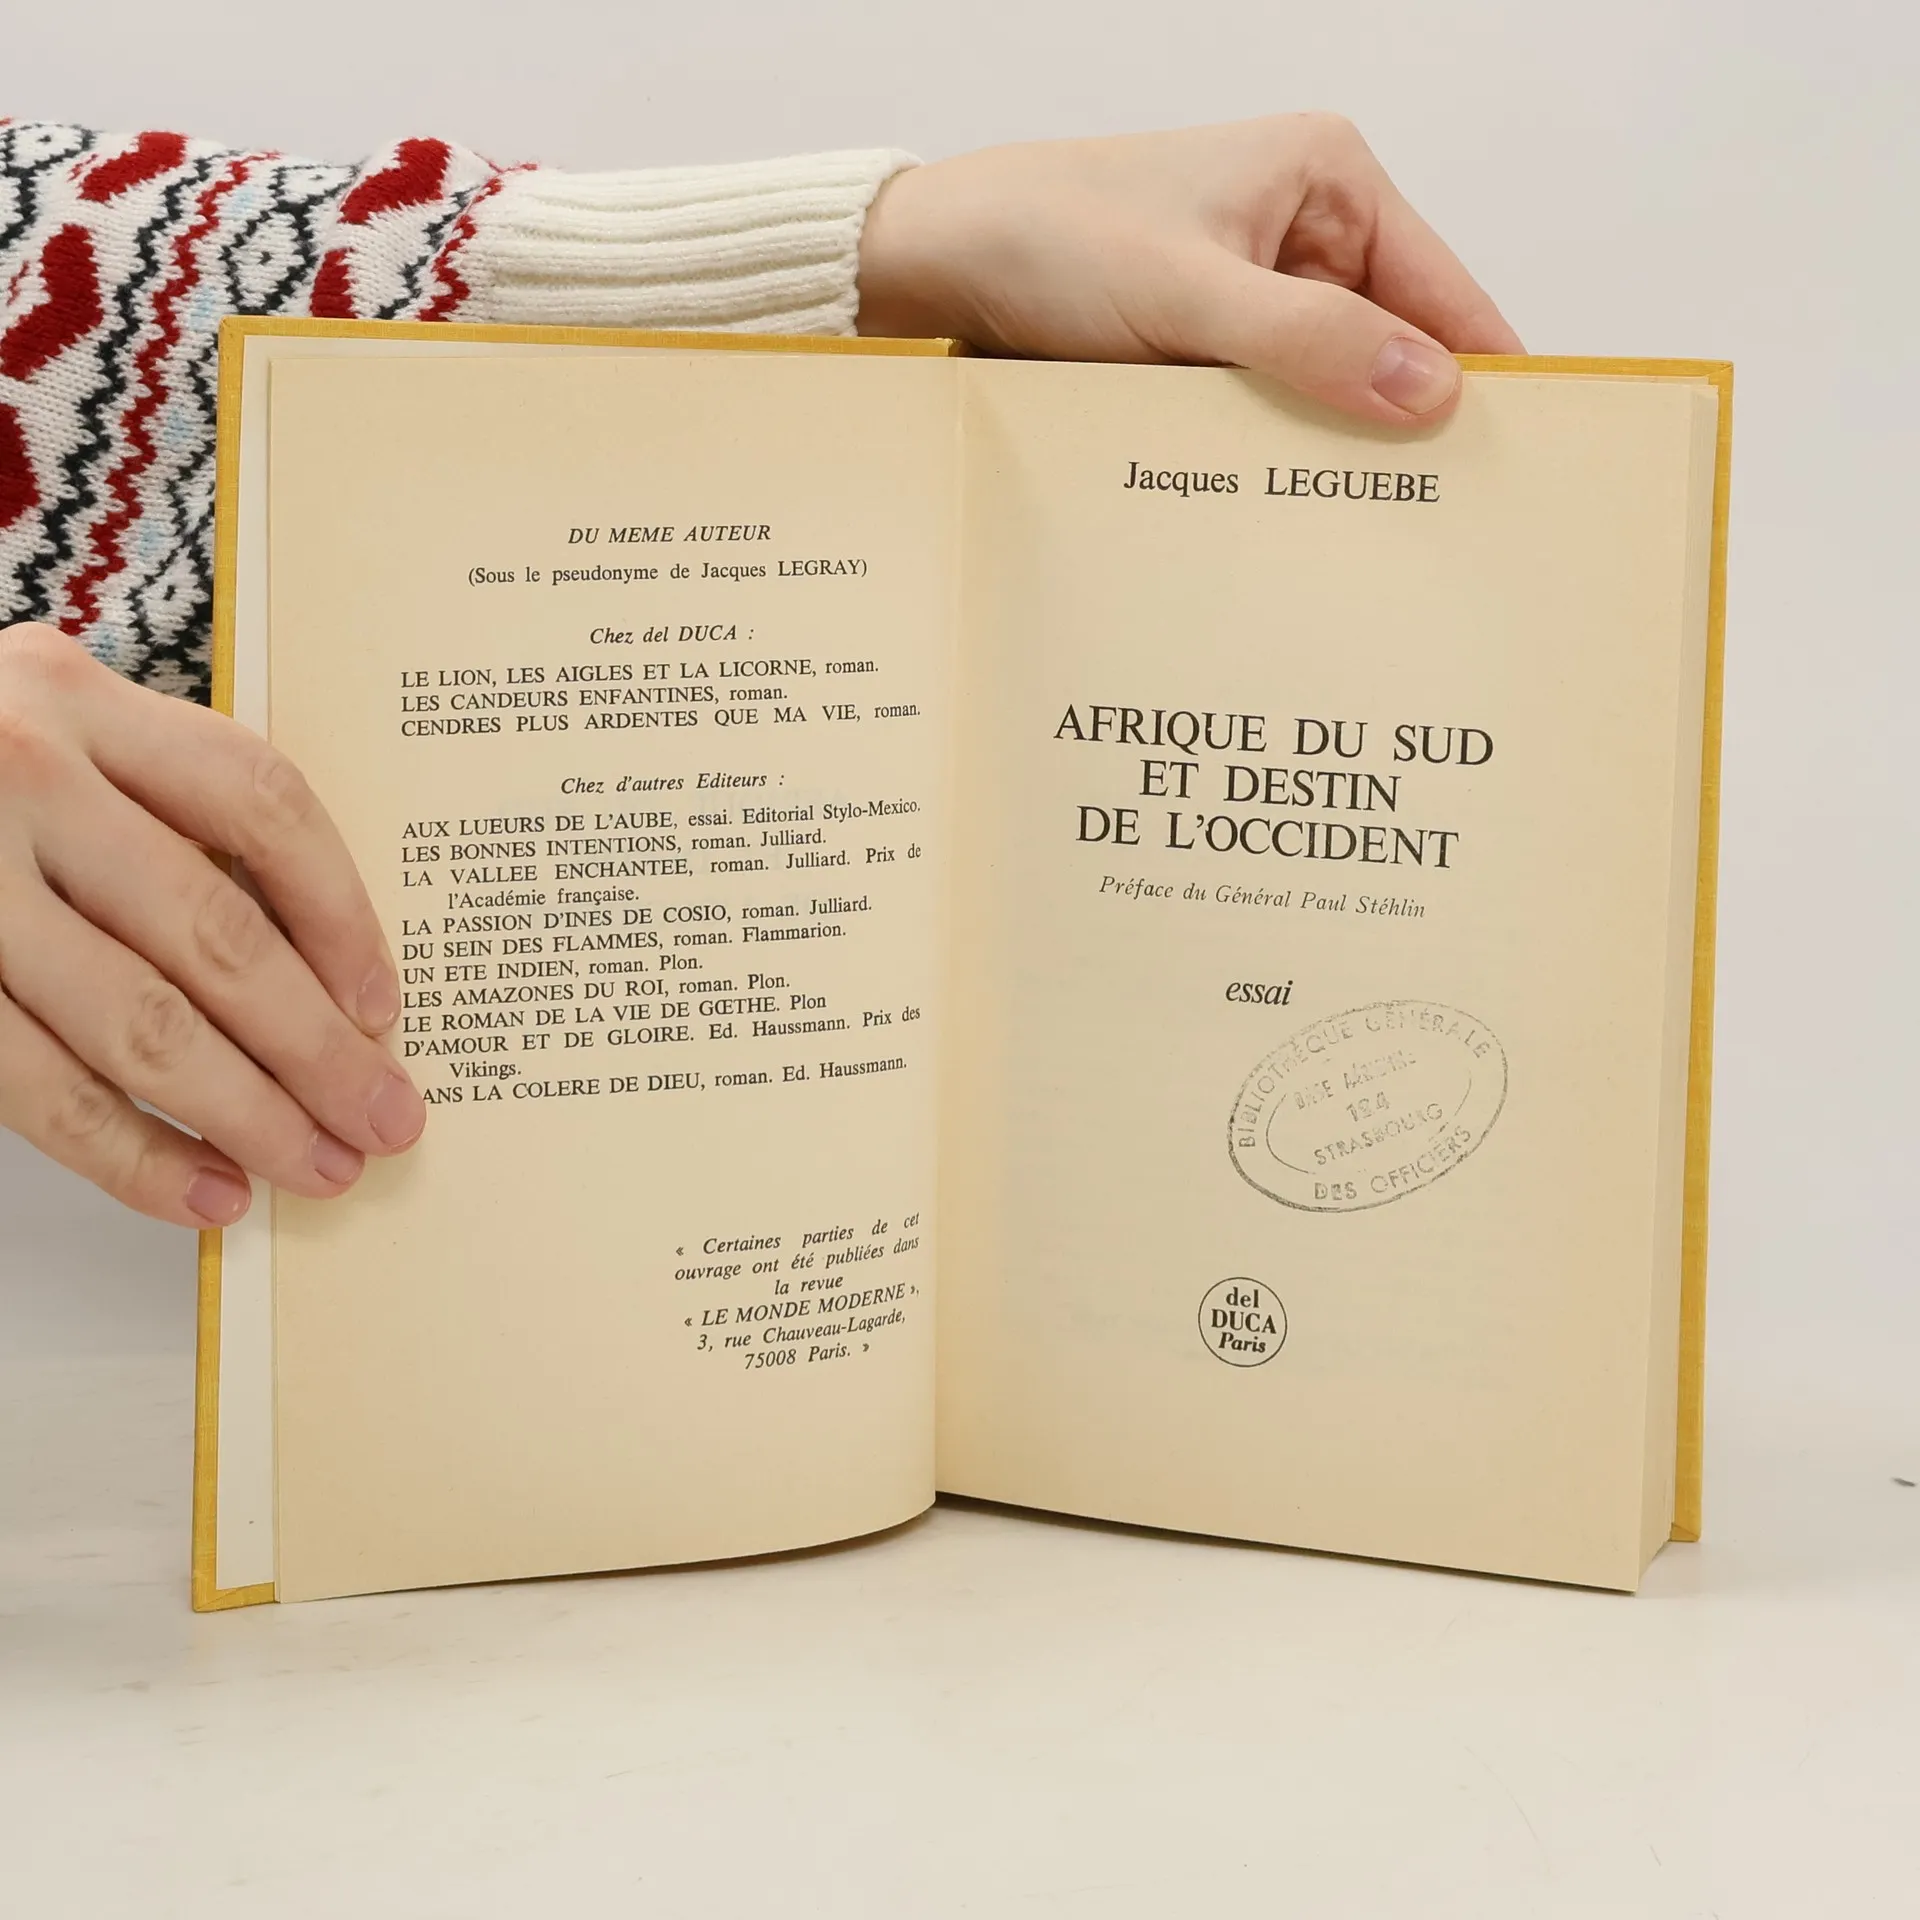 DU MEME AUTEUR
(Sous le pseudonyme de Jacques LEGRAY)
Chez del DUCA :
LE LION, LES AIGLES ET LA LICORNE, roman.
LES CANDEURS ENFANTINES, roman.
CENDRES PLUS ARDENTES QUE MA VIE, roman.
Chez d'autres Editeurs :
AUX LUEURS DE L'AUBE, essai. Editorial Stylo-Mexico.
LES BONNES INTENTIONS, roman. Julliard.
LA VALLEE ENCHANTEE, roman. Julliard. Prix de
l'Académie française.
LA PASSION D'INES DE COSIO, roman. Julliard.
DU SEIN DES FLAMMES, roman. Flammarion.
UN ETE INDIEN, roman. Plon.
LES AMAZONES DU ROI, roman. Plon.
LE ROMAN DE LA VIE DE GŒTHE. Plon
D'AMOUR ET DE GLOIRE. Ed. Haussmann. Prix des
Vikings.
ANS LA COLERE DE DIEU, roman. Ed. Haussmann.
« Certaines parties de cet
ouvrage ont été publiées dans
la revue
« LE MONDE MODERNE »,
3, rue Chauveau-Lagarde,
75008 Paris. »
Jacques LEGUEBE
AFRIQUE DU SUD
ET DESTIN
DE L'OCCIDENT
Préface du Général Paul Stéhlin
essai
BIBLIOTHÈQUE GÉNÉRALE
BASE AÉRIENNE
124
STRASBOURG
DES OFFICIERS
del
DUCA
Paris